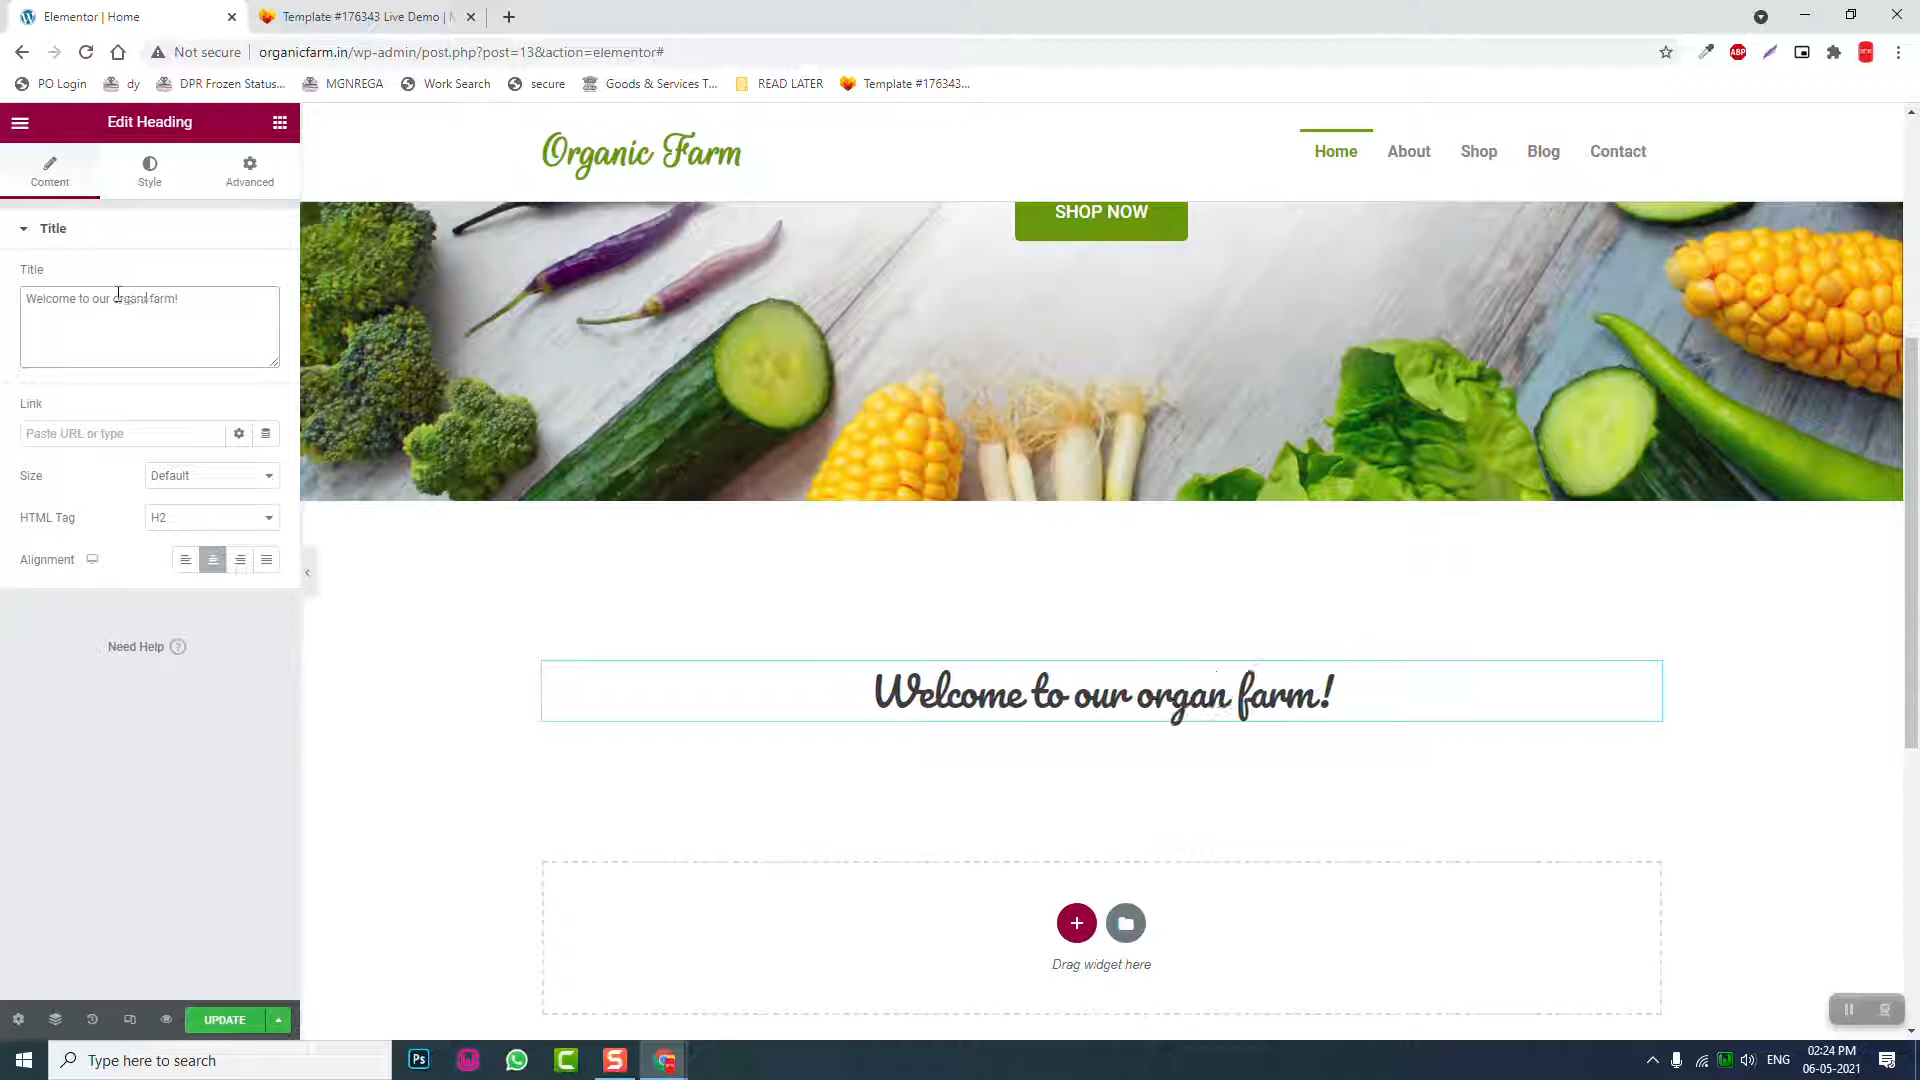 Elementor | Home
Template #176343 Live Demo |
Not secure
organicfarm.in/wp-admin/post.php?post=13&action=elementor#
ABP
PO Login
dy
DPR Frozen Status...
MGNREGA
Work Search
secure
Goods & Services T...
READ LATER
Template #176343...
Edit Heading
Content
Style
Advanced
Organic Farm
Home
About
Shop
Blog
Contact
SHOP NOW
Title
Title
Welcome to our organi farm!
Link
Paste URL or type
Size
Default
HTML Tag
H2
Alignment
Need Help
Welcome to our organ farm!
Drag widget here
UPDATE
Type here to search
Ps
ENG
02:24 PM
06-05-2021